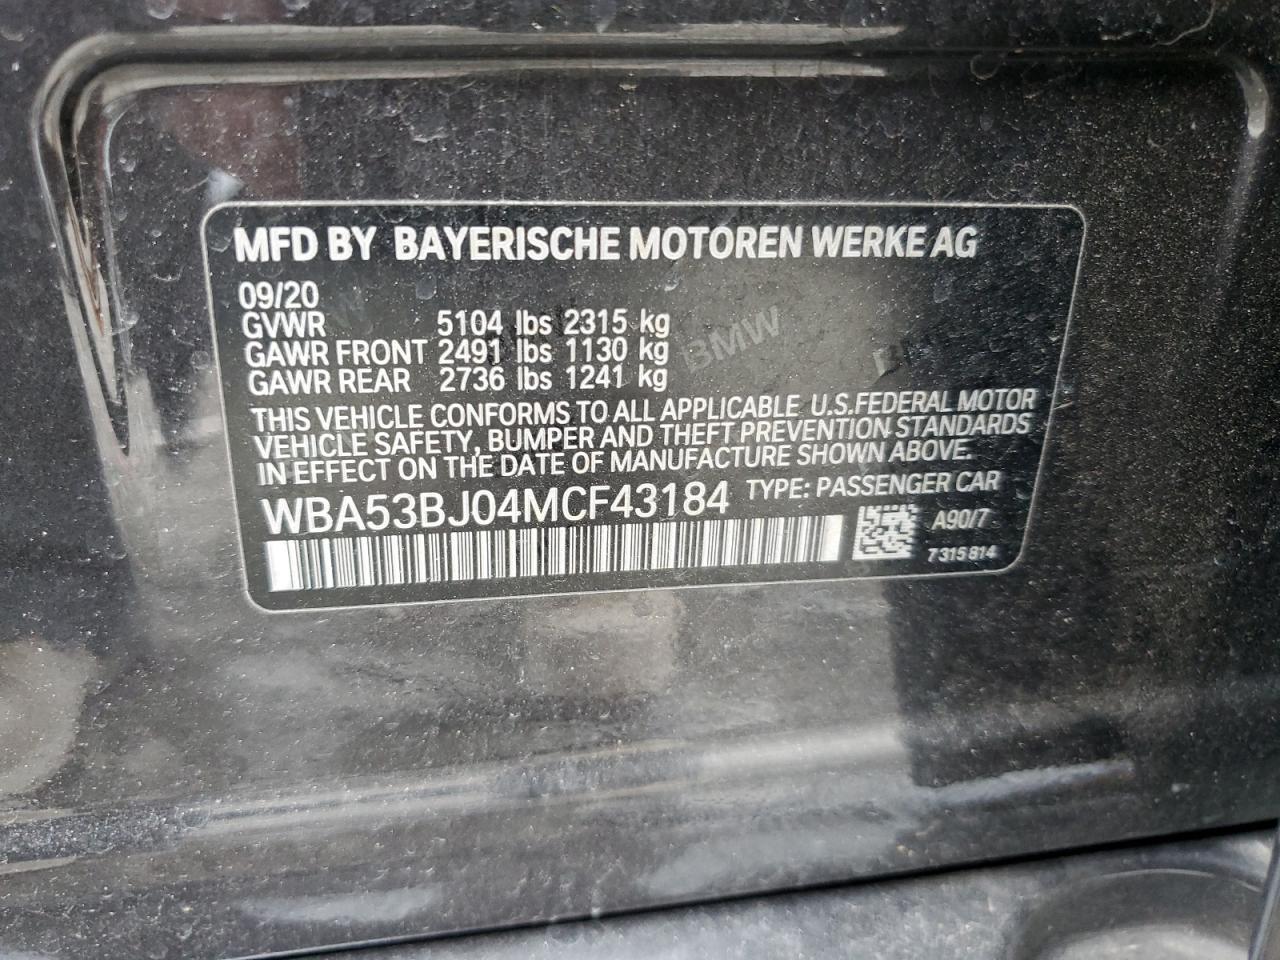 MFD BY BAYERISCHE MOTOREN WERKE AG
09/20
GVWR 5104 lbs 2315 kg
GAWR FRONT 2491 lbs 1130 kg
GAWR REAR 2736 lbs 1241 kg
THIS VEHICLE CONFORMS TO ALL APPLICABLE U.S.FEDERAL MOTOR
VEHICLE SAFETY, BUMPER AND THEFT PREVENTION STANDARDS
IN EFFECT ON THE DATE OF MANUFACTURE SHOWN ABOVE.
WBA53BJ04MCF43184 TYPE: PASSENGER CAR
A90/7
7315814
BMW